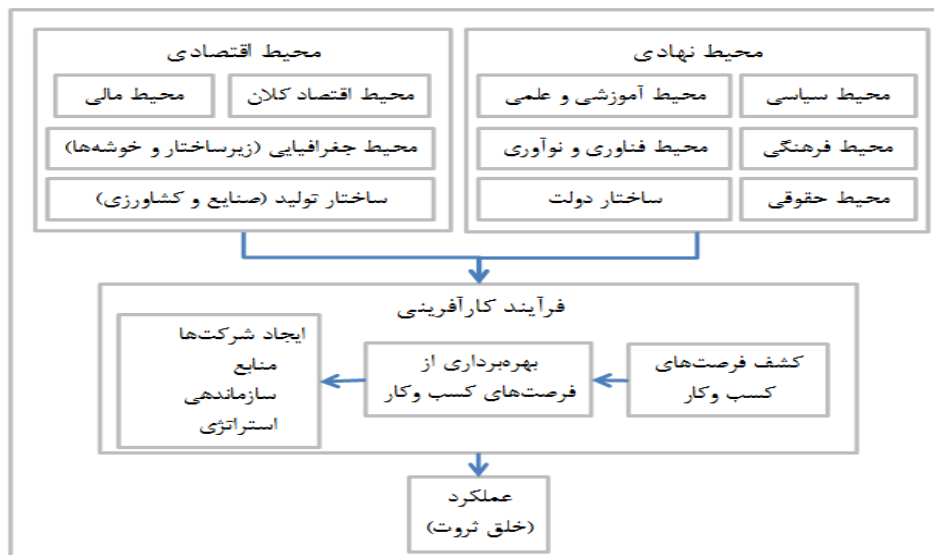 محیط نهادی
محیط سیاسی
محیط آموزشی و علمی
محیط فرهنگی
محیط فناوری و نوآوری
محیط حقوقی
ساختار دولت
محیط اقتصادی
محیط اقتصاد کلان
محیط مالی
محیط جغرافیایی (زیرساختار و خوشه‌ها)
ساختار تولید (صنایع و کشاورزی)
فرآیند کارآفرینی
کشف فرصت‌های
کسب وکار
بهره‌برداری از
فرصت‌های کسب وکار
ایجاد شرکت‌ها
منابع
سازماندهی
استراتژی
عملکرد
(خلق ثروت)